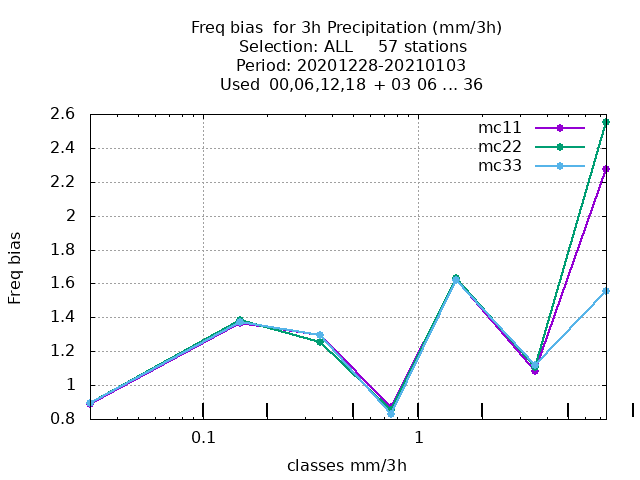 Freq bias  for 3h Precipitation (mm/3h)
Selection: ALL     57 stations
Period: 20201228-20210103
Used  00,06,12,18  + 03 06 ... 36
mc11
mc22
mc33
2.6
2.4
2.2
2
1.8
1.6
1.4
1.2
1
0.8
Freq bias
0.1
1
classes mm/3h